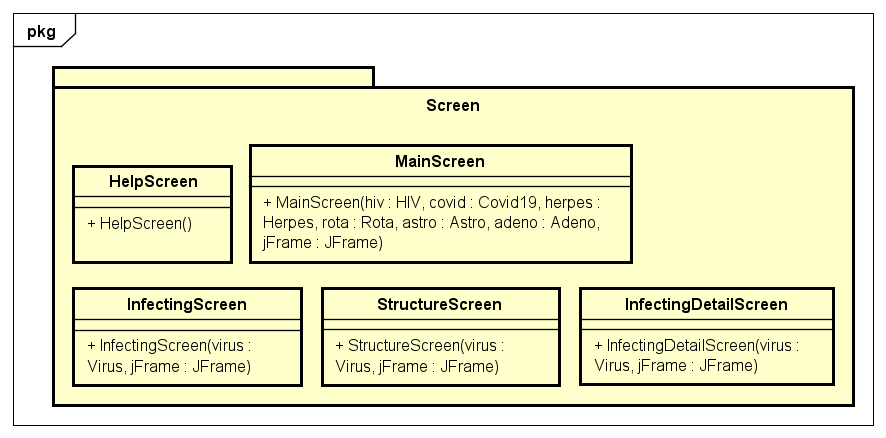 pkg
Screen
HelpScreen
+ HelpScreen()
MainScreen
+ MainScreen(hiv : HIV, covid : Covid19, herpes :
Herpes, rota : Rota, astro : Astro, adeno : Adeno,
jFrame : JFrame)
InfectingScreen
+ InfectingScreen(virus :
Virus, jFrame : JFrame)
StructureScreen
+ StructureScreen(virus :
Virus, jFrame : JFrame)
InfectingDetailScreen
+ InfectingDetailScreen(virus :
Virus, jFrame : JFrame)